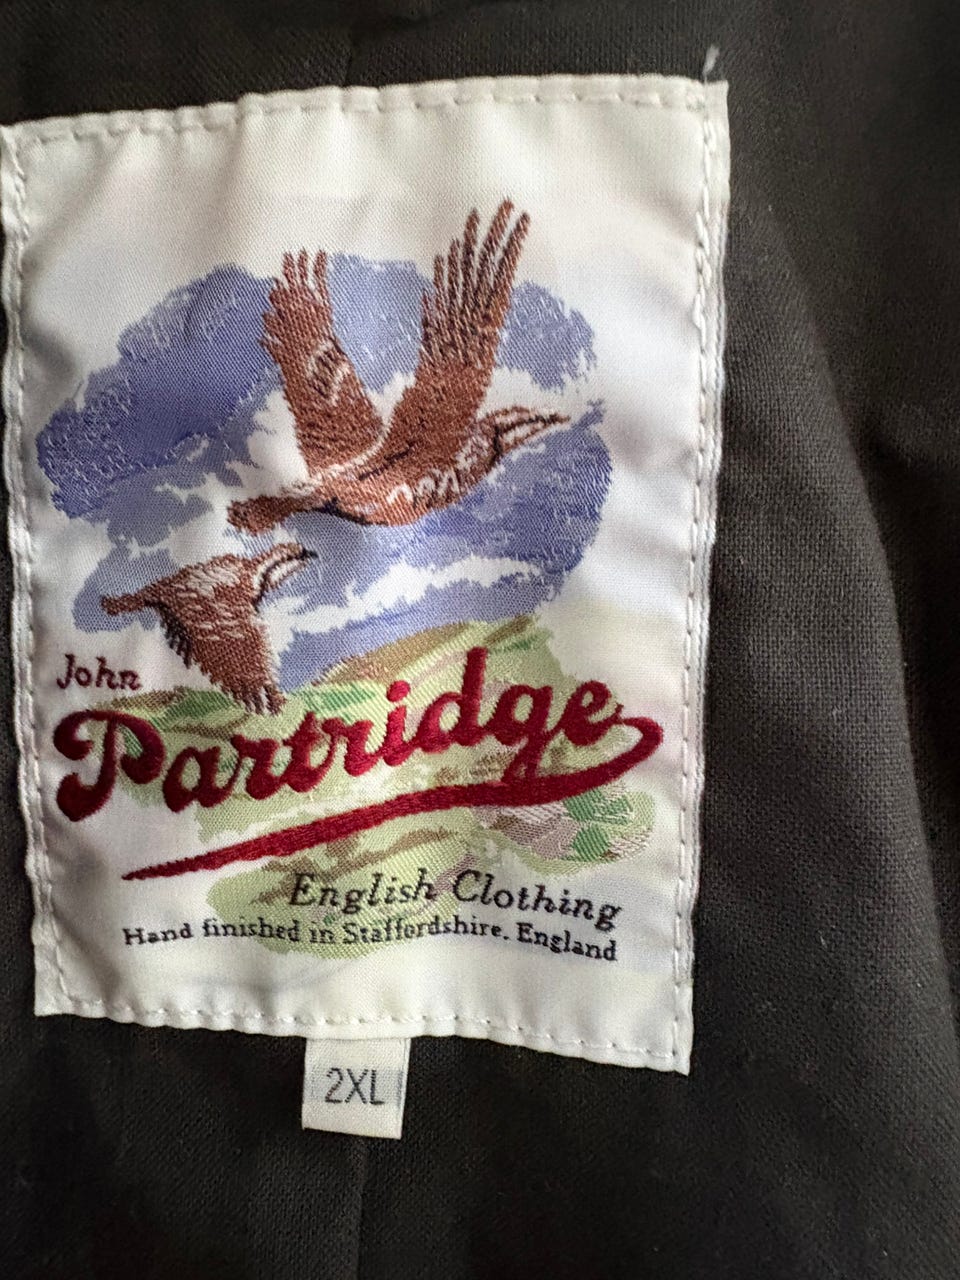 John
Partridge
English Clothing
Hand finished in Staffordshire. England
2XL